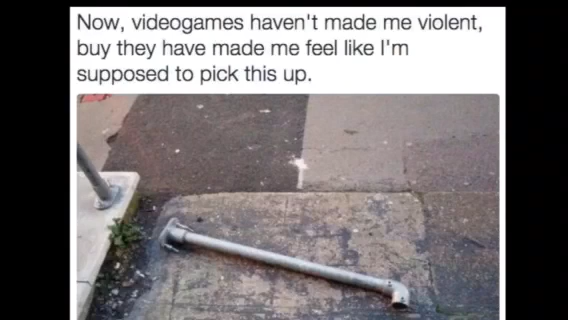 Now, videogames haven't made me violent,
buy they have made me feel like I'm
supposed to pick this up.